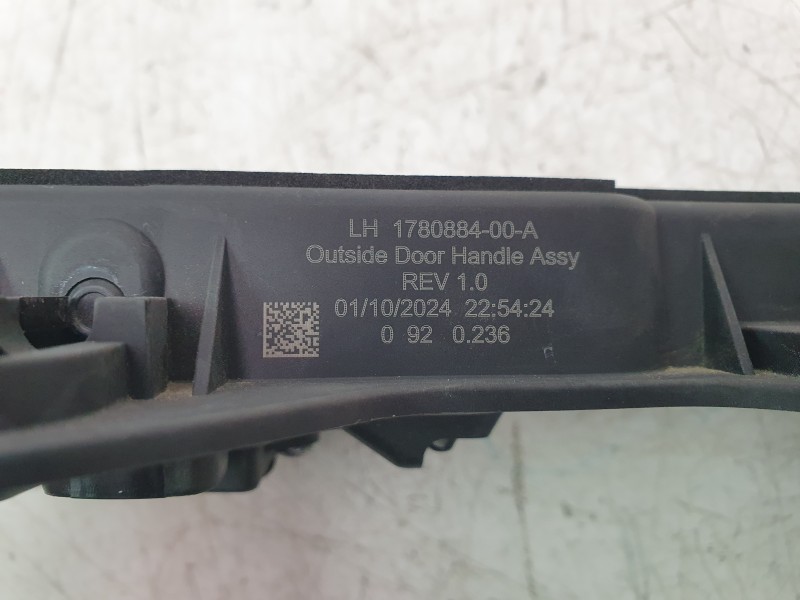 LH 1780884-00-A
Outside Door Handle Assy
REV 1.0
01/10/2024 22:54:24
0 92 0.236